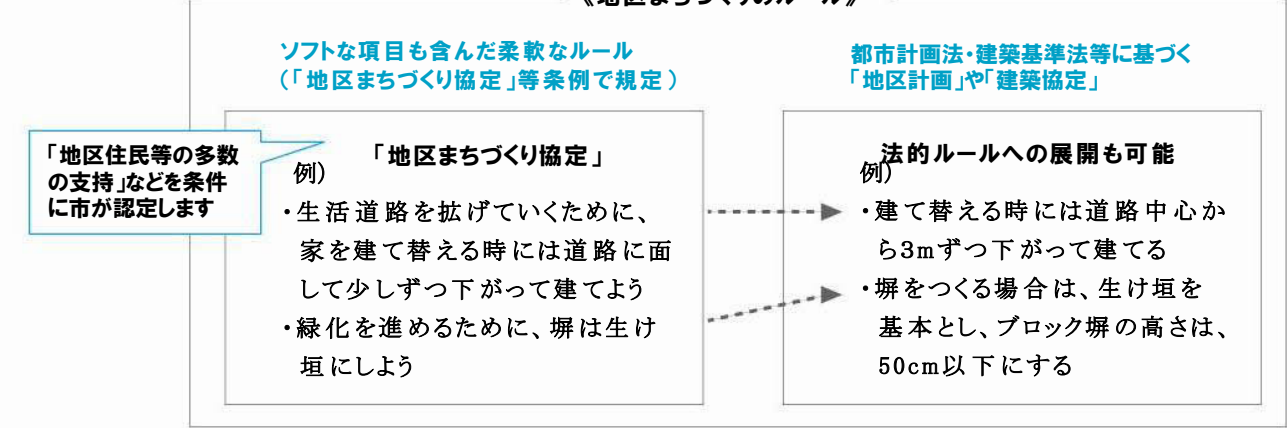 《地区まちづくりのルール》
ソフトな項目も含んだ柔軟なルール
(「地区まちづくり協定」等条例で規定)
都市計画法・建築基準法等に基づく
「地区計画」や「建築協定」
「地区住民等の多数
の支持」などを条件
に市が認定します
「地区まちづくり協定」
例)
・生活道路を拡げていくために、
家を建て替える時には道路に面
して少しずつ下がって建てよう
・緑化を進めるために、塀は生け
垣にしよう
法的ルールへの展開も可能
例)
・建て替える時には道路中心か
ら3mずつ下がって建てる
・塀をつくる場合は、生け垣を
基本とし、ブロック塀の高さは、
50cm以下にする